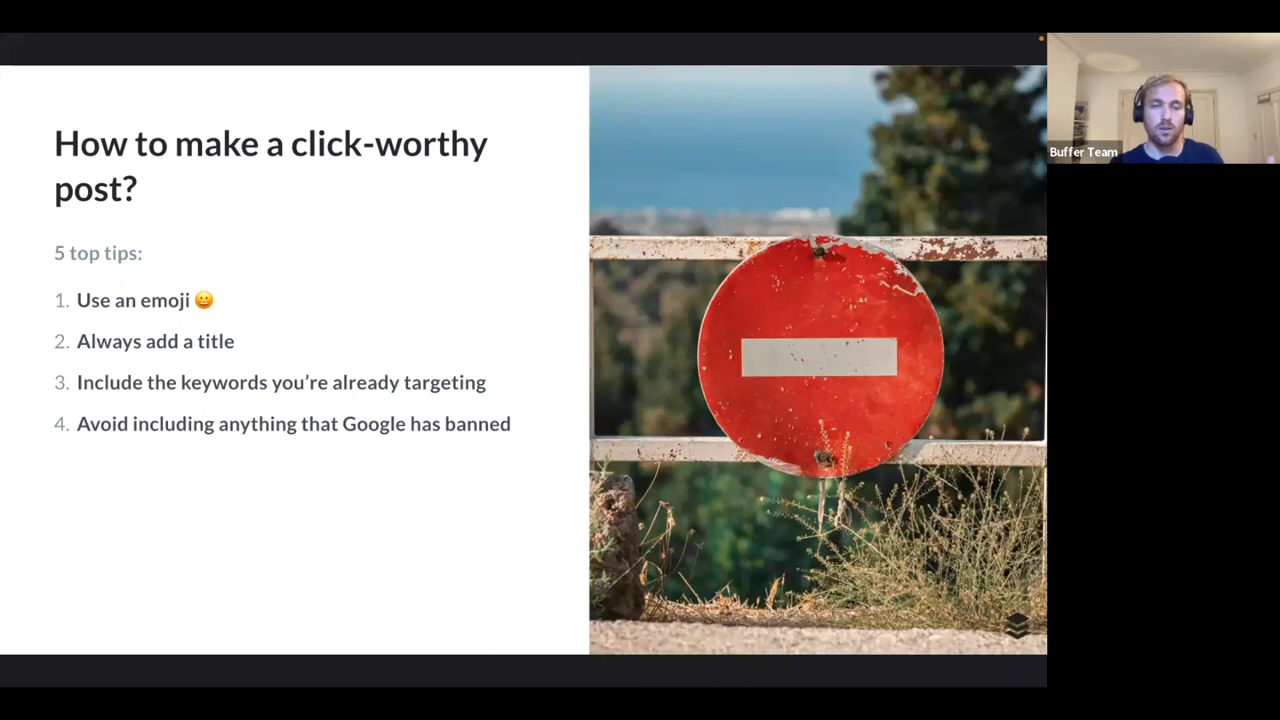 How to make a click-worthy
post?
5 top tips:
1. Use an emoji 😀
2. Always add a title
3. Include the keywords you’re already targeting
4. Avoid including anything that Google has banned
Buffer Team